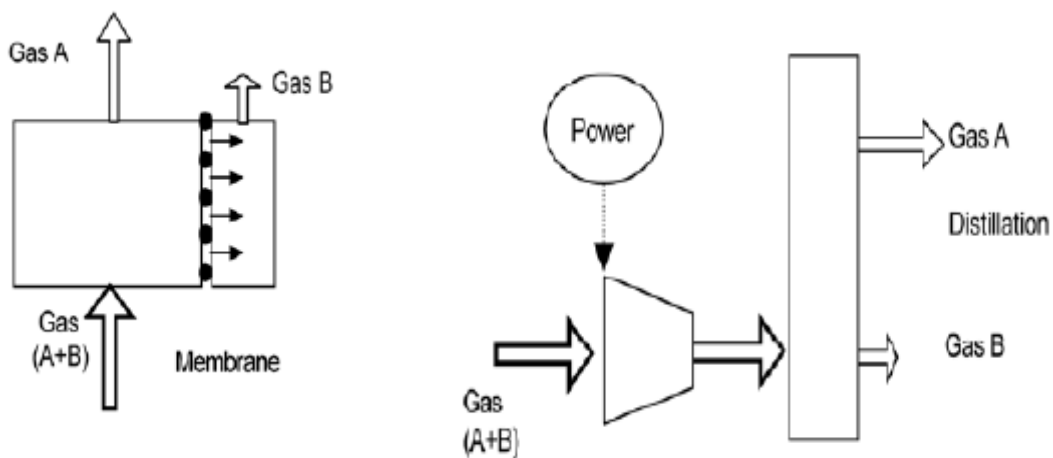 Gas A
Gas B
Gas
(A+B)
Membrane
Power
Gas
(A+B)
Gas A
Distillation
Gas B